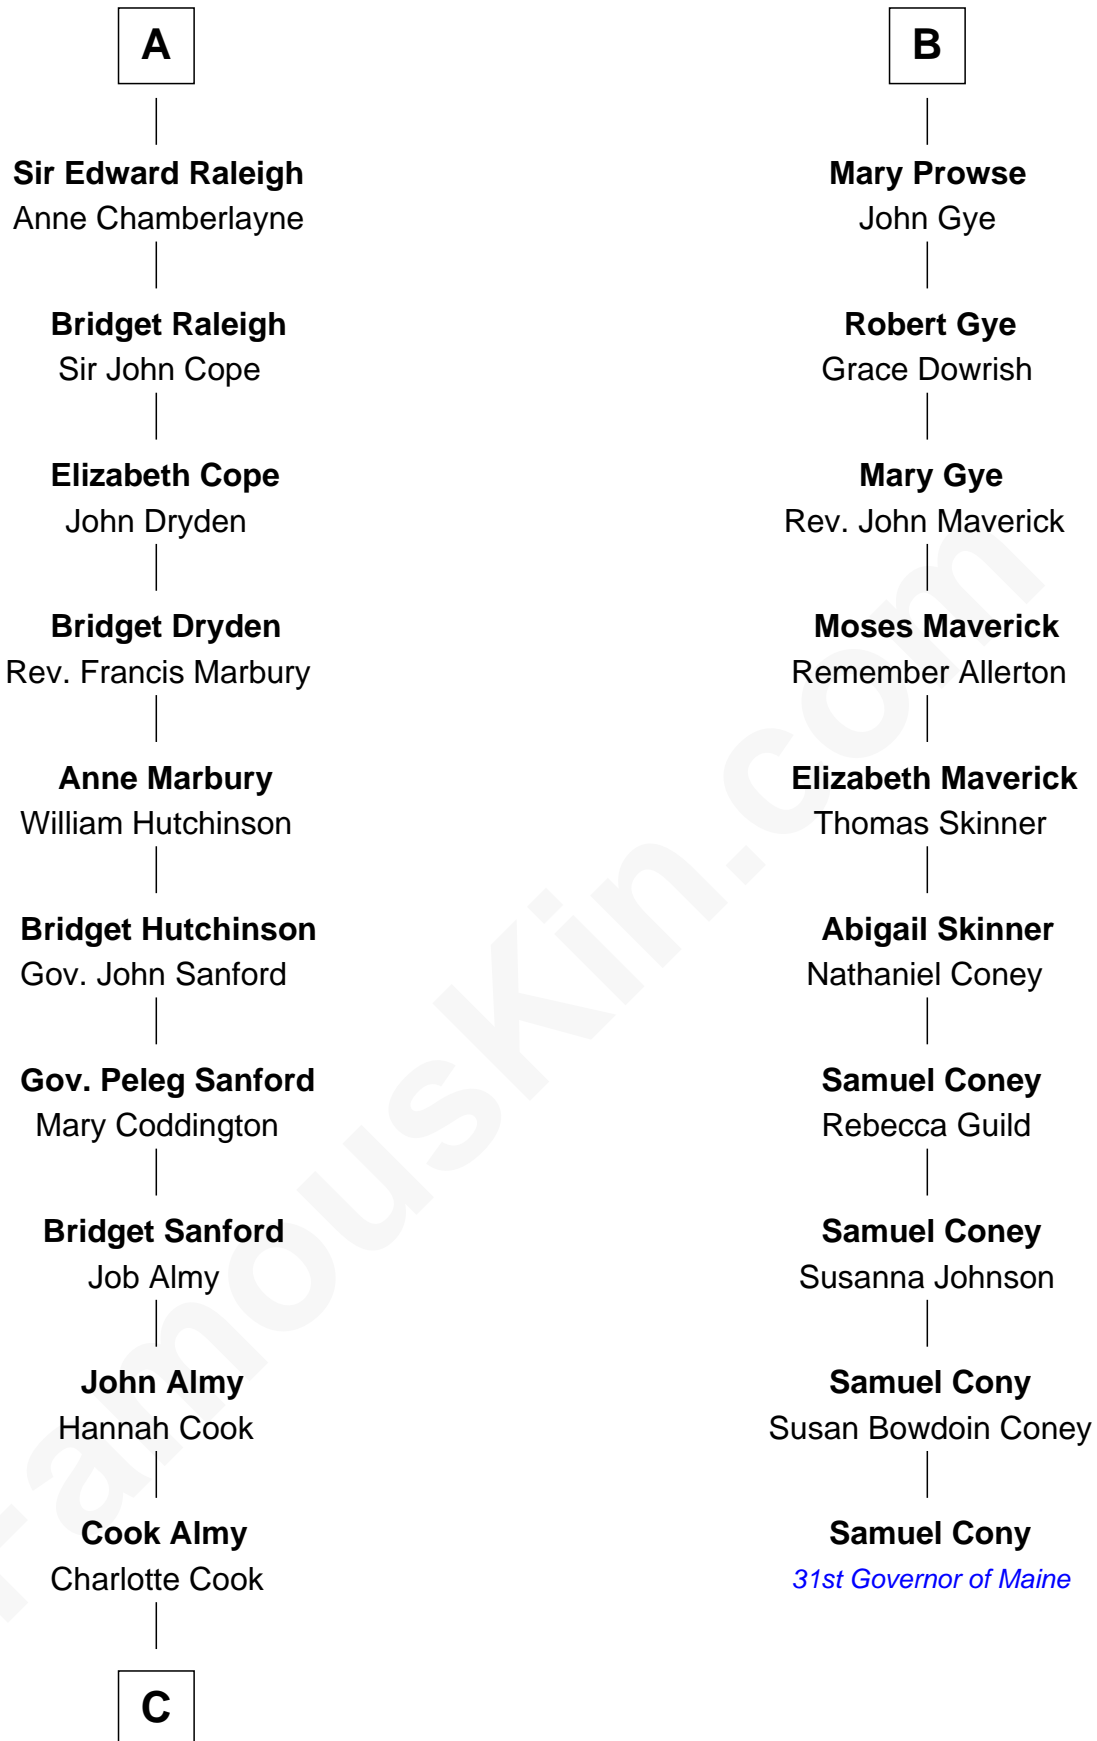 A
Sir Edward Raleigh
Anne Chamberlayne
Bridget Raleigh
Sir John Cope
Elizabeth Cope
John Dryden
Bridget Dryden
Rev. Francis Marbury
Anne Marbury
William Hutchinson
Bridget Hutchinson
Gov. John Sanford
Gov. Peleg Sanford
Mary Coddington
Bridget Sanford
Job Almy
John Almy
Hannah Cook
Cook Almy
Charlotte Cook
C
B
Mary Prowse
John Gye
Robert Gye
Grace Dowrish
Mary Gye
Rev. John Maverick
Moses Maverick
Remember Allerton
Elizabeth Maverick
Thomas Skinner
Abigail Skinner
Nathaniel Coney
Samuel Coney
Rebecca Guild
Samuel Coney
Susanna Johnson
Samuel Cony
Susan Bowdoin Coney
Samuel Cony
31st Governor of Maine
FamousKin.com